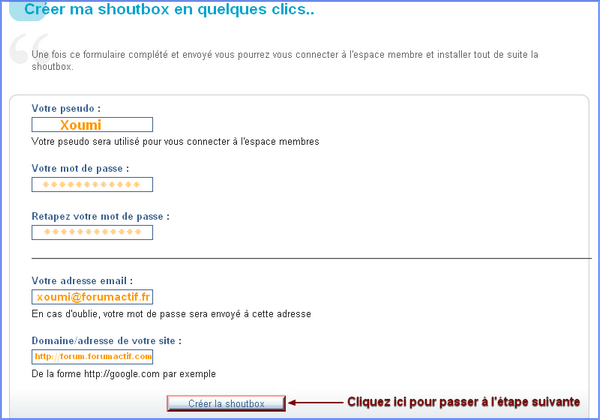 Créer ma shoutbox en quelques clics..
Une fois ce formulaire complété et envoyé vous pourrez vous connecter à l'espace membre et installer tout de suite la
shoutbox.
Votre pseudo :
Xoumi
Votre pseudo sera utilisé pour vous connecter à l'espace membres
Votre mot de passe :
Retapez votre mot de passe :
Votre adresse email :
xoumi@forumactif.fr
En cas d'oublie, votre mot de passe sera envoyé á cette adresse
Domaine/adresse de votre site :
http://forum.forumactif.com
De la forme http://google.com par exemple
Créer la shoutbox
Cliquez ici pour passer à l'étape suivante